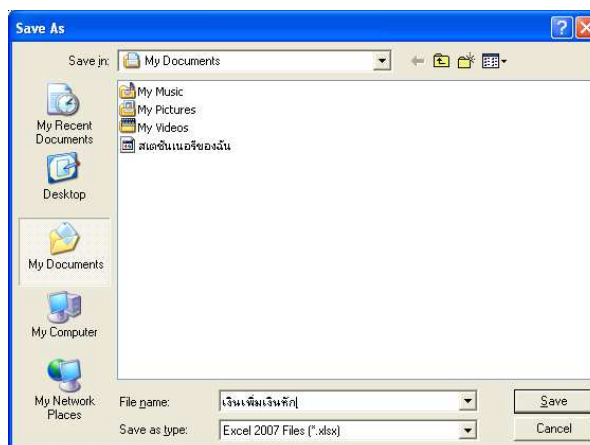 Save As
Save in:
My Documents
My Music
My Pictures
My Videos
สเตชันเนอรีของฉัน
My Recent
Documents
Desktop
My Documents
My Computer
My Network
Places
File name:
เงินเพิ่มเงินหัก
Save
Save as type:
Excel 2007 Files (*.xlsx)
Cancel